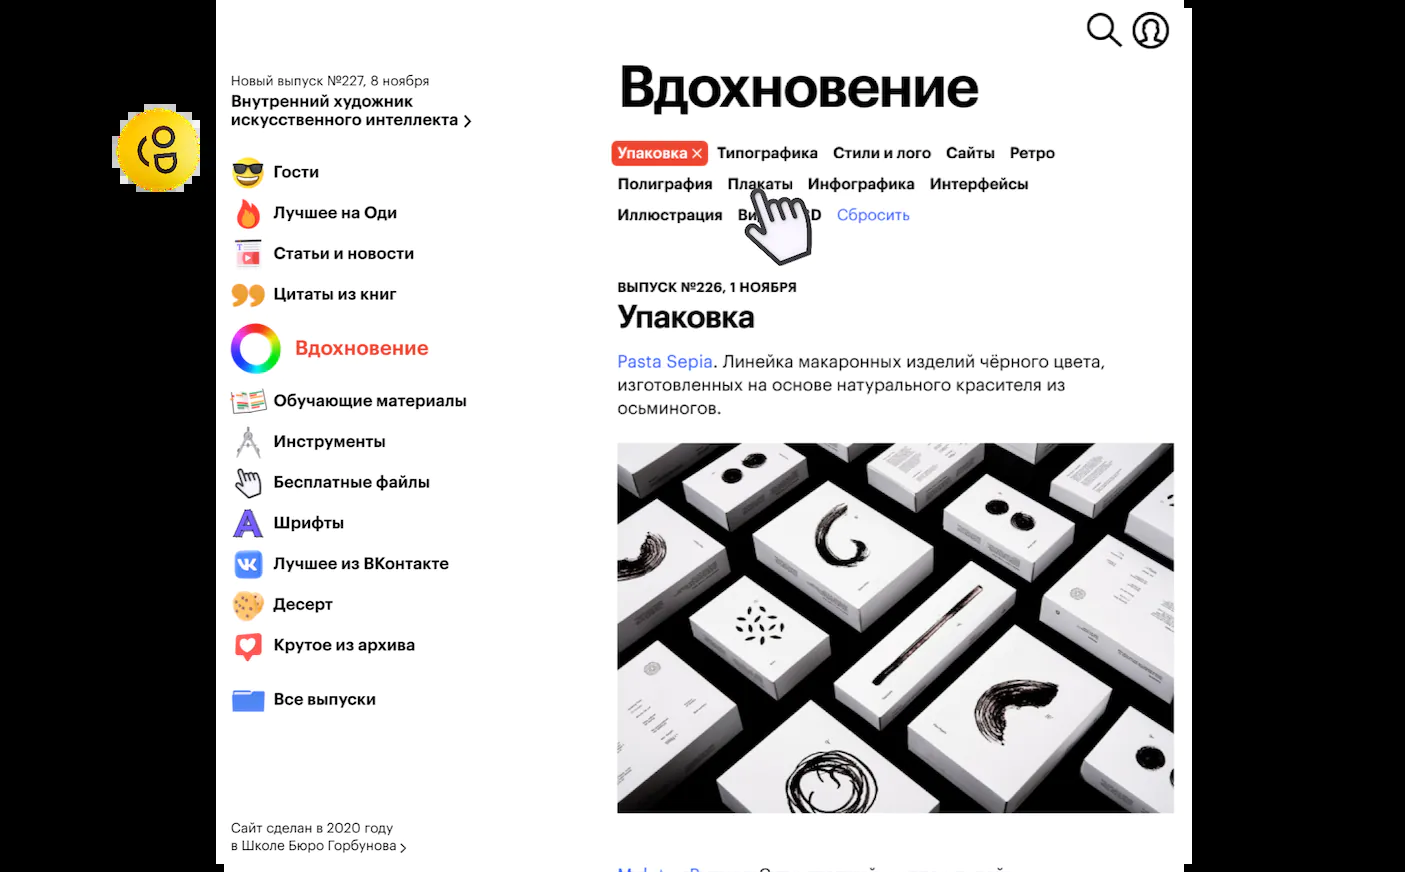 Новый выпуск №227, 8 ноября
Внутренний художник
искусственного интеллекта
Гости
Лучшее на Оди
Статьи и новости
Цитаты из книг
Вдохновение
Обучающие материалы
Инструменты
Бесплатные файлы
Шрифты
Лучшее из ВКонтакте
Десерт
Крутое из архива
Все выпуски
Сайт сделан в 2020 году
в Школе Бюро Горбунова
Вдохновение
Упаковка Типографика Стили и лого Сайты Ретро
Полиграфия Плакаты Инфографика Интерфейсы
Иллюстрация Сбросить
ВЫПУСК №226, 1 НОЯБРЯ
Упаковка
Pasta Sepia. Линейка макаронных изделий чёрного цвета,
изготовленных на основе натурального красителя из
осьминогов.